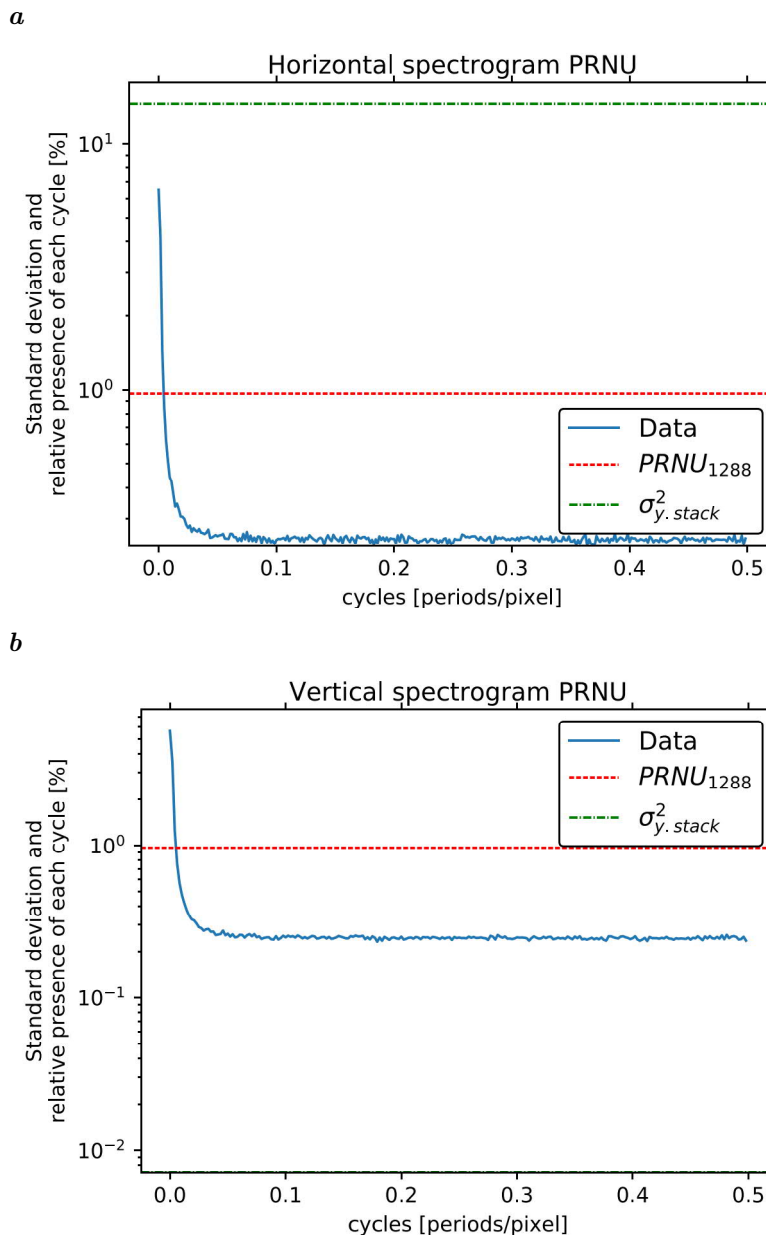 a
Horizontal spectrogram PRNU
Standard deviation and
relative presence of each cycle [%]
10¹
10⁰
Data
PRNU₁₂₈₈
σ²y.stack
0.0 0.1 0.2 0.3 0.4 0.5
cycles [periods/pixel]
b
Vertical spectrogram PRNU
Standard deviation and
relative presence of each cycle [%]
10⁰
10⁻¹
10⁻²
Data
PRNU₁₂₈₈
σ²y.stack
0.0 0.1 0.2 0.3 0.4 0.5
cycles [periods/pixel]